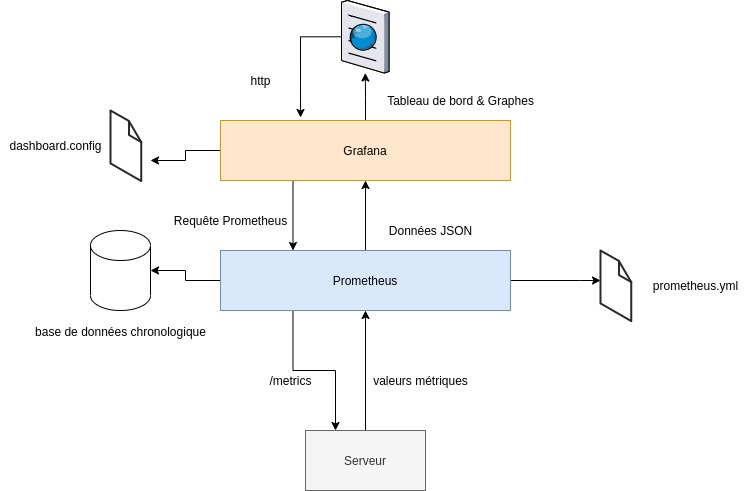 http
Tableau de bord & Graphes
dashboard.config
Grafana
Requête Prometheus
Données JSON
Prometheus
prometheus.yml
base de données chronologique
/metrics
valeurs métriques
Serveur